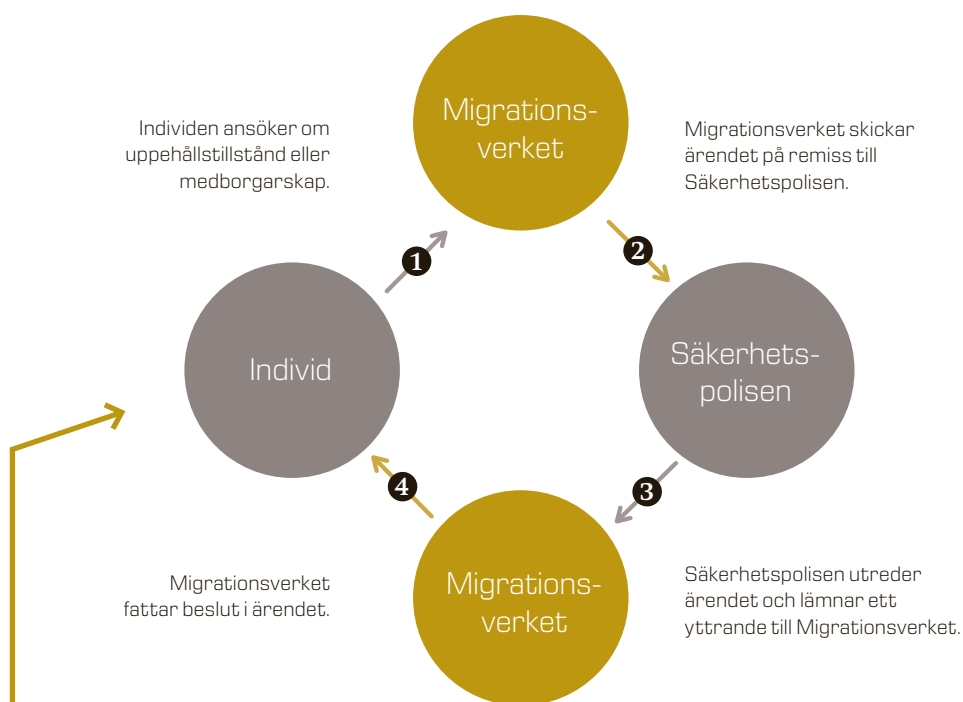 Migrations-
verket
Individen ansöker om
uppehållstillstånd eller
medborgarskap.
Migrationsverket skickar
ärendet på remiss till
Säkerhetspolisen.
1
2
Individ
Säkerhets-
polisen
4
3
Migrationsverket
fattar beslut i ärendet.
Migrations-
verket
Säkerhetspolisen utreder
ärendet och lämnar ett
yttrande till Migrationsverket.